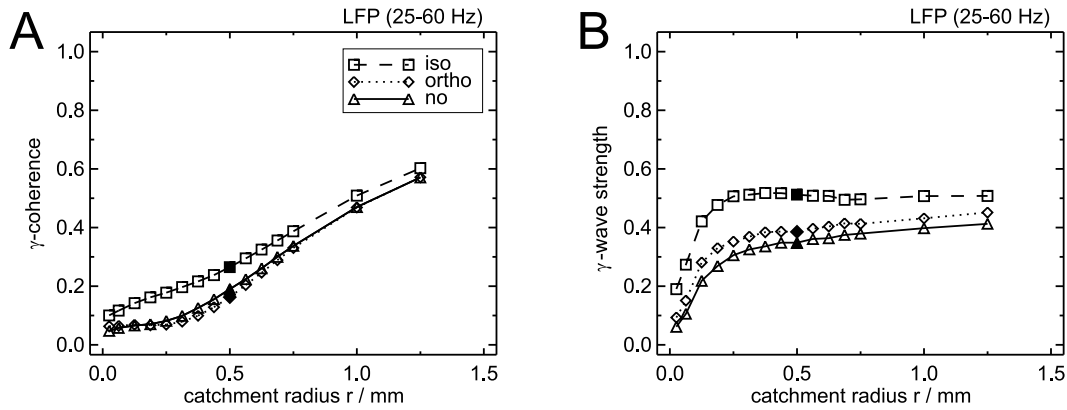 A
LFP (25-60 Hz)
1.0
0.8
0.6
0.4
0.2
0.0
γ-coherence
iso
ortho
no
0.0 0.5 1.0 1.5
catchment radius r / mm
B
LFP (25-60 Hz)
1.0
0.8
0.6
0.4
0.2
0.0
γ-wave strength
0.0 0.5 1.0 1.5
catchment radius r / mm